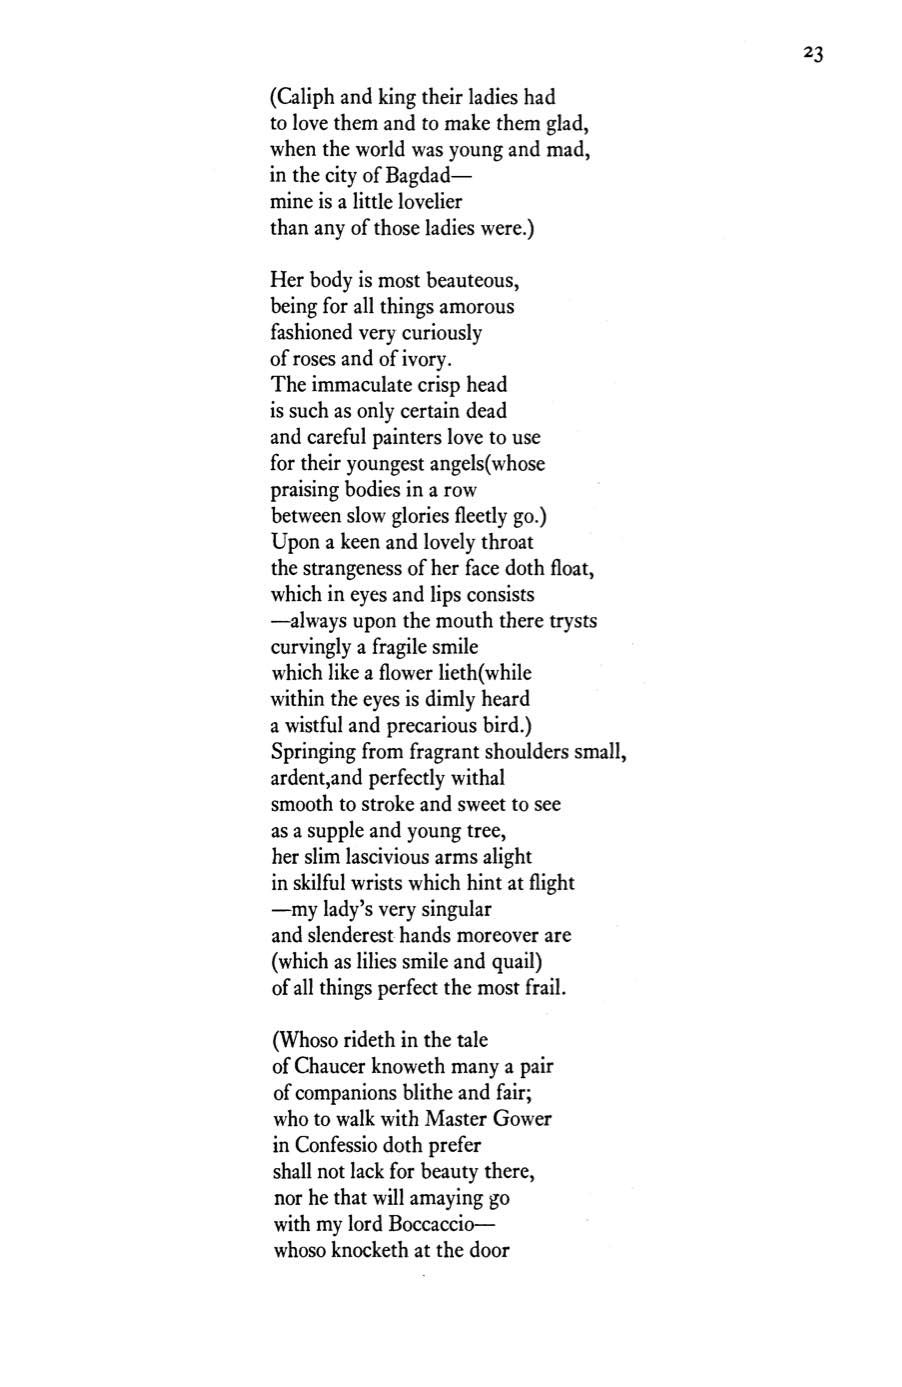 23
(Caliph and king their ladies had
to love them and to make them glad,
when the world was young and mad,
in the city of Bagdad—
mine is a little lovelier
than any of those ladies were.)
Her body is most beauteous,
being for all things amorous
fashioned very curiously
of roses and of ivory.
The immaculate crisp head
is such as only certain dead
and careful painters love to use
for their youngest angels(whose
praising bodies in a row
between slow glories fleetly go.)
Upon a keen and lovely throat
the strangeness of her face doth float,
which in eyes and lips consists
—always upon the mouth there trysts
curvingly a fragile smile
which like a flower lieth(while
within the eyes is dimly heard
a wistful and precarious bird.)
Springing from fragrant shoulders small,
ardent,and perfectly withal
smooth to stroke and sweet to see
as a supple and young tree,
her slim lascivious arms alight
in skilful wrists which hint at flight
—my lady's very singular
and slenderest hands moreover are
(which as lilies smile and quail)
of all things perfect the most frail.
(Whoso rideth in the tale
of Chaucer knoweth many a pair
of companions blithe and fair;
who to walk with Master Gower
in Confessio doth prefer
shall not lack for beauty there,
nor he that will amaying go
with my lord Boccaccio—
whoso knocketh at the door